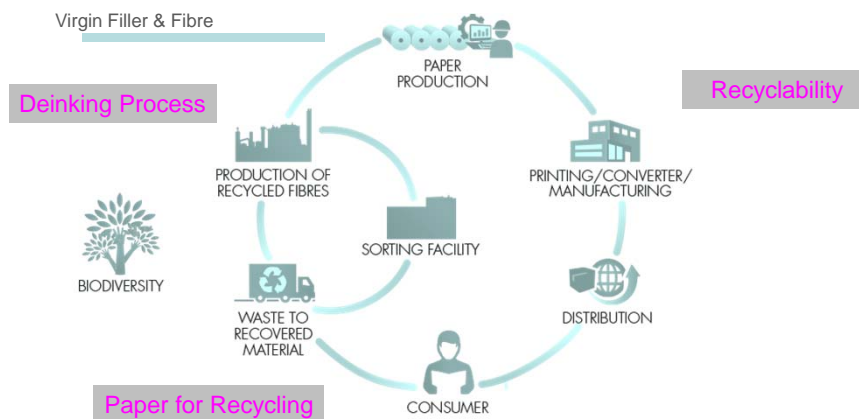 Virgin Filler & Fibre
PAPER
PRODUCTION
Deinking Process
Recyclability
PRODUCTION OF
RECYCLED FIBRES
PRINTING/CONVERTER/
MANUFACTURING
SORTING FACILITY
BIODIVERSITY
WASTE TO
RECOVERED
MATERIAL
DISTRIBUTION
Paper for Recycling
CONSUMER